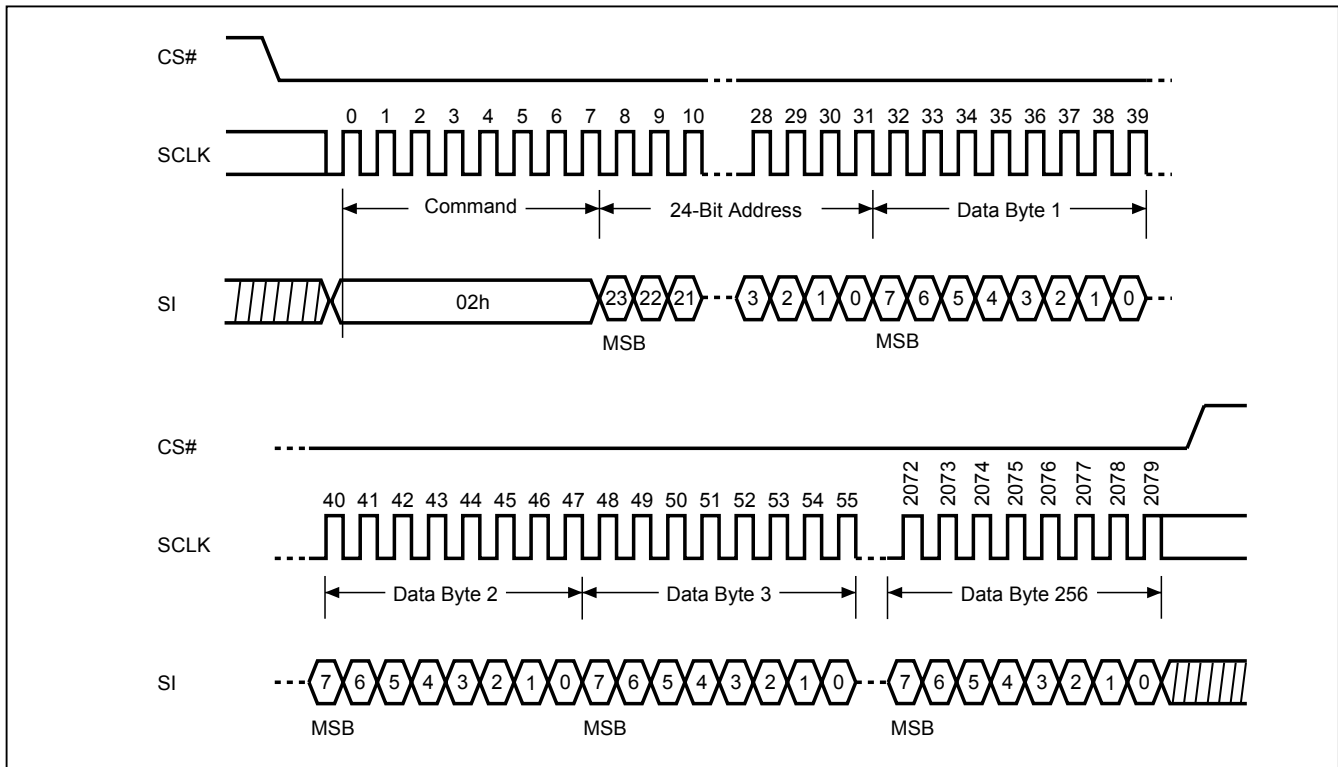 CS#
0 1 2 3 4 5 6 7 8 9 10 28 29 30 31 32 33 34 35 36 37 38 39
SCLK
Command 24-Bit Address Data Byte 1
SI 02h 23 22 21 3 2 1 0 7 6 5 4 3 2 1 0
MSB MSB
CS#
40 41 42 43 44 45 46 47 48 49 50 51 52 53 54 55 2072 2073 2074 2075 2076 2077 2078 2079
SCLK
Data Byte 2 Data Byte 3 Data Byte 256
SI 7 6 5 4 3 2 1 0 7 6 5 4 3 2 1 0 7 6 5 4 3 2 1 0
MSB MSB MSB